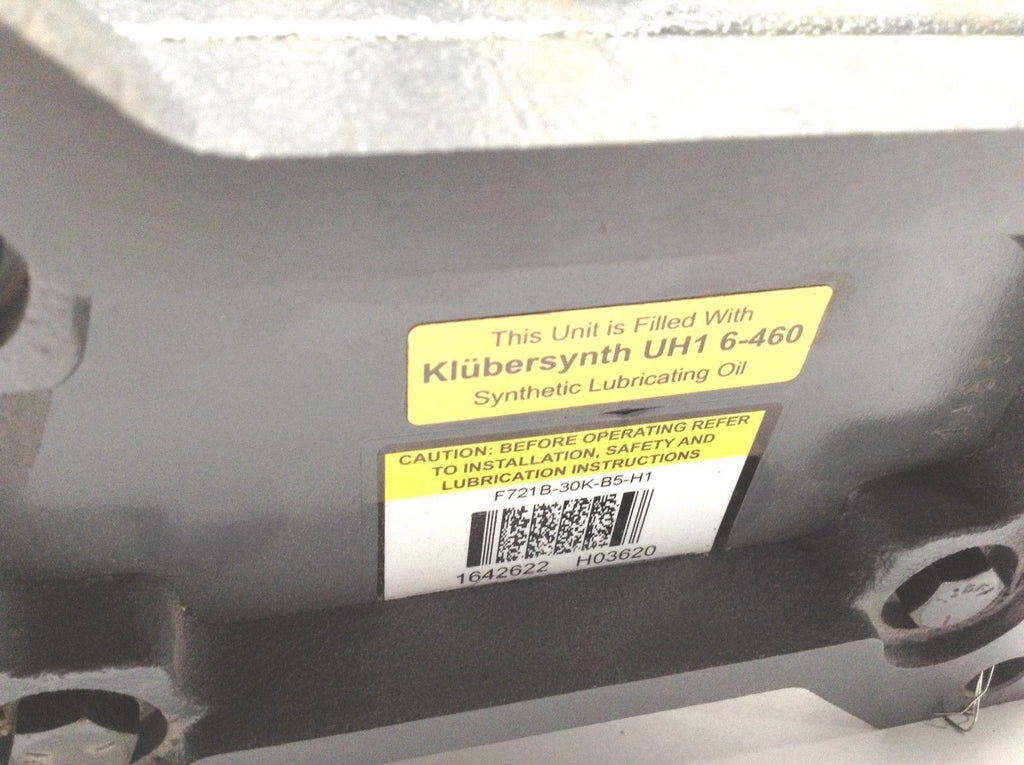 This Unit is Filled With
Klübersynth UH1 6-460
Synthetic Lubricating Oil
CAUTION: BEFORE OPERATING REFER
TO INSTALLATION, SAFETY AND
LUBRICATION INSTRUCTIONS
F721B-30K-B5-H1
1642622 H03620